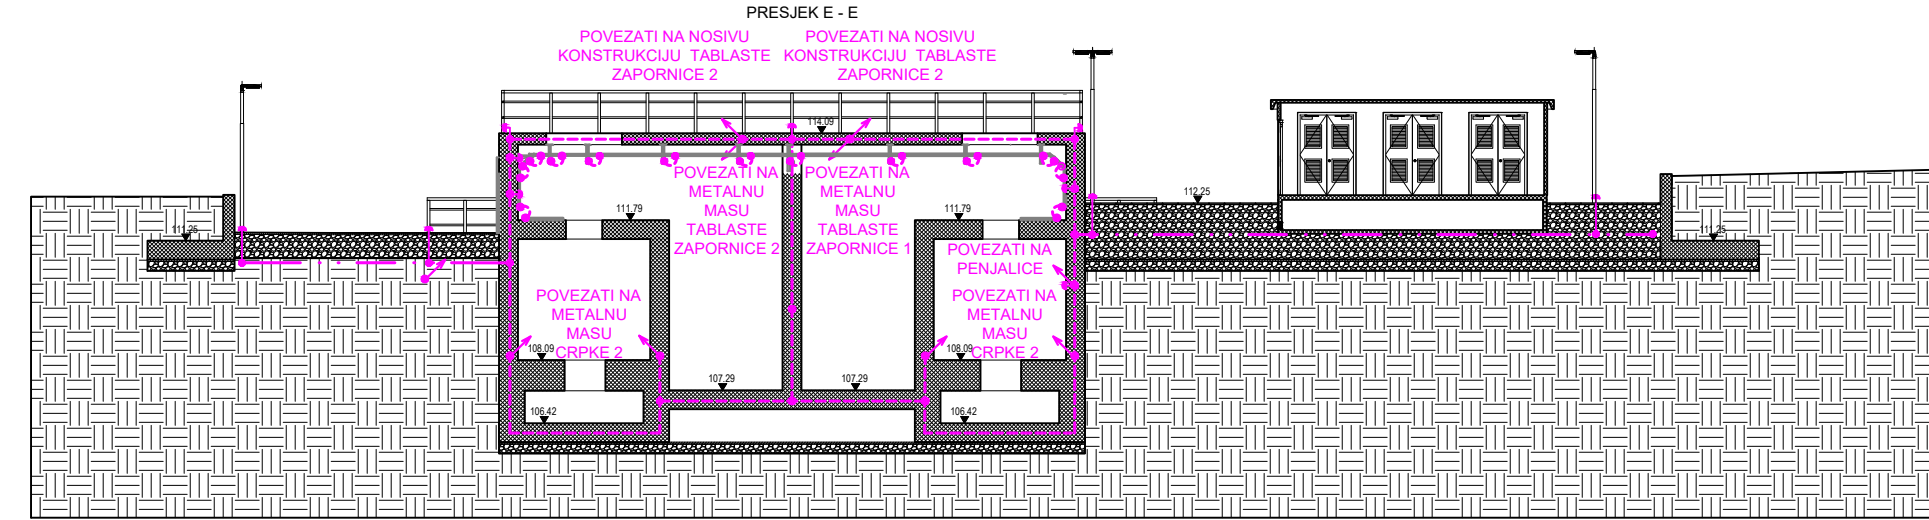 PRESJEK E - E
POVEZATI NA NOSIVU
KONSTRUKCIJU TABLASTE
ZAPORNICE 2
POVEZATI NA NOSIVU
KONSTRUKCIJU TABLASTE
ZAPORNICE 2
114.09
POVEZATI NA
METALNU
MASU
TABLASTE
ZAPORNICE 2
POVEZATI NA
METALNU
MASU
TABLASTE
ZAPORNICE 1
112.25
111.79
111.79
111.25
111.25
POVEZATI NA
PENJALICE
POVEZATI NA
METALNU
MASU
CRPKE 2
POVEZATI NA
METALNU
MASU
CRPKE 2
108.09
108.09
107.29
107.29
106.42
106.42